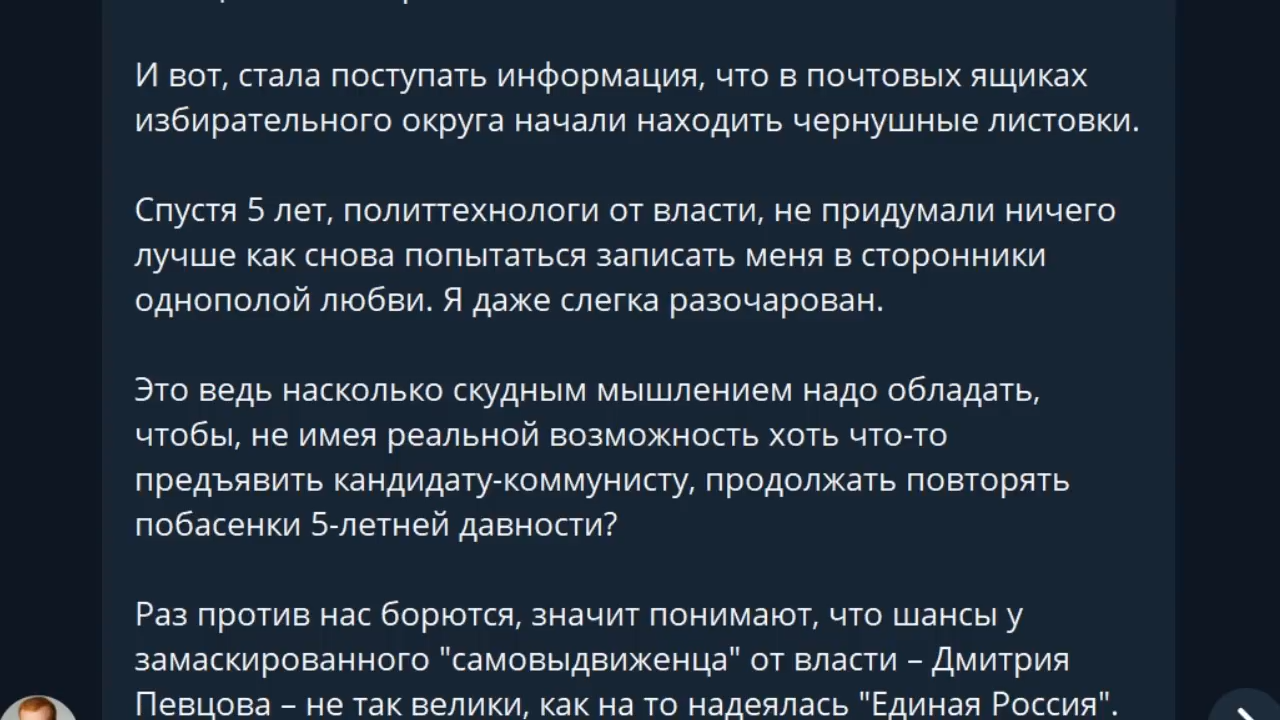 И вот, стала поступать информация, что в почтовых ящиках
избирательного округа начали находить чернушные листовки.
Спустя 5 лет, политтехнологи от власти, не придумали ничего
лучше как снова попытаться записать меня в сторонники
однополой любви. Я даже слегка разочарован.
Это ведь насколько скудным мышлением надо обладать,
чтобы, не имея реальной возможность хоть что-то
предъявить кандидату-коммунисту, продолжать повторять
побасенки 5-летней давности?
Раз против нас борются, значит понимают, что шансы у
замаскированного "самовыдвиженца" от власти – Дмитрия
Певцова – не так велики, как на то надеялась "Единая Россия".